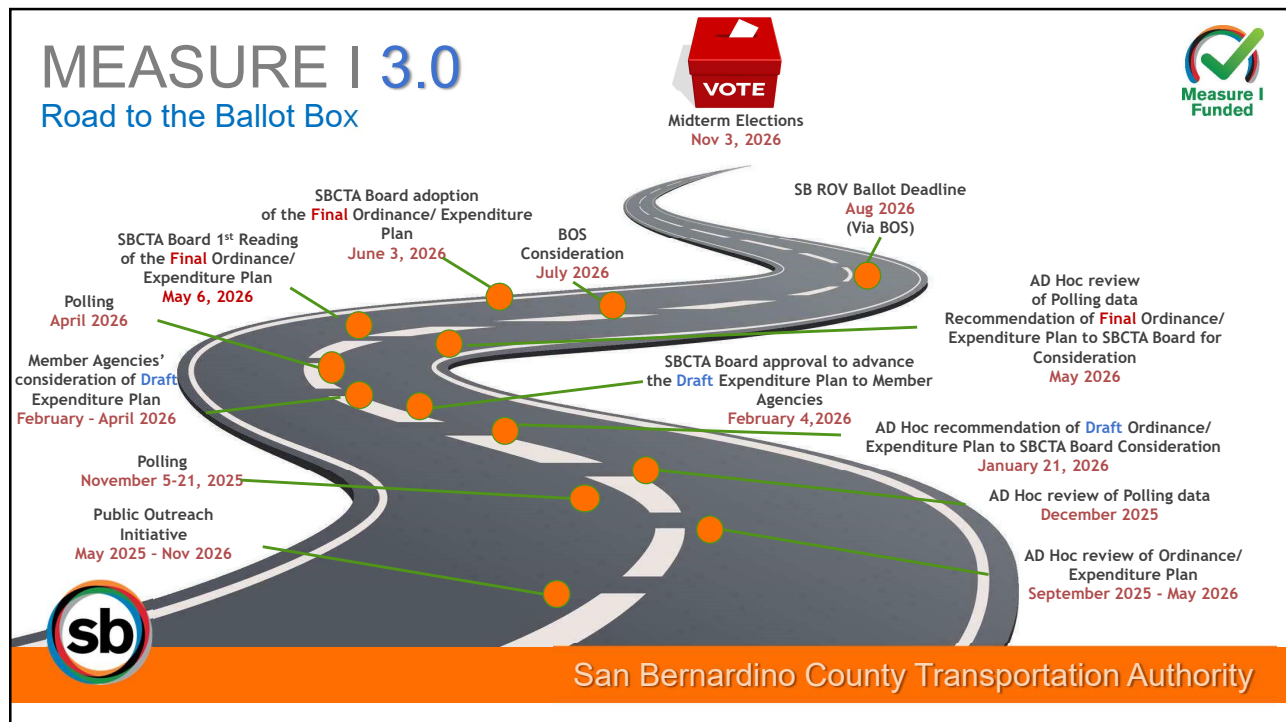 MEASURE I 3.0
Road to the Ballot Box
VOTE
Midterm Elections
Nov 3, 2026
Measure I
Funded
SBCTA Board adoption
of the Final Ordinance/ Expenditure
Plan
June 3, 2026
SB ROV Ballot Deadline
Aug 2026
(Via BOS)
SBCTA Board 1st Reading
of the Final Ordinance/
Expenditure Plan
May 6, 2026
BOS
Consideration
July 2026
AD Hoc review
of Polling data
Recommendation of Final Ordinance/
Expenditure Plan to SBCTA Board for
Consideration
May 2026
Polling
April 2026
Member Agencies’
consideration of Draft
Expenditure Plan
February – April 2026
SBCTA Board approval to advance
the Draft Expenditure Plan to Member
Agencies
February 4,2026
AD Hoc recommendation of Draft Ordinance/
Expenditure Plan to SBCTA Board Consideration
January 21, 2026
Polling
November 5-21, 2025
AD Hoc review of Polling data
December 2025
Public Outreach
Initiative
May 2025 – Nov 2026
AD Hoc review of Ordinance/
Expenditure Plan
September 2025 - May 2026
sb
San Bernardino County Transportation Authority